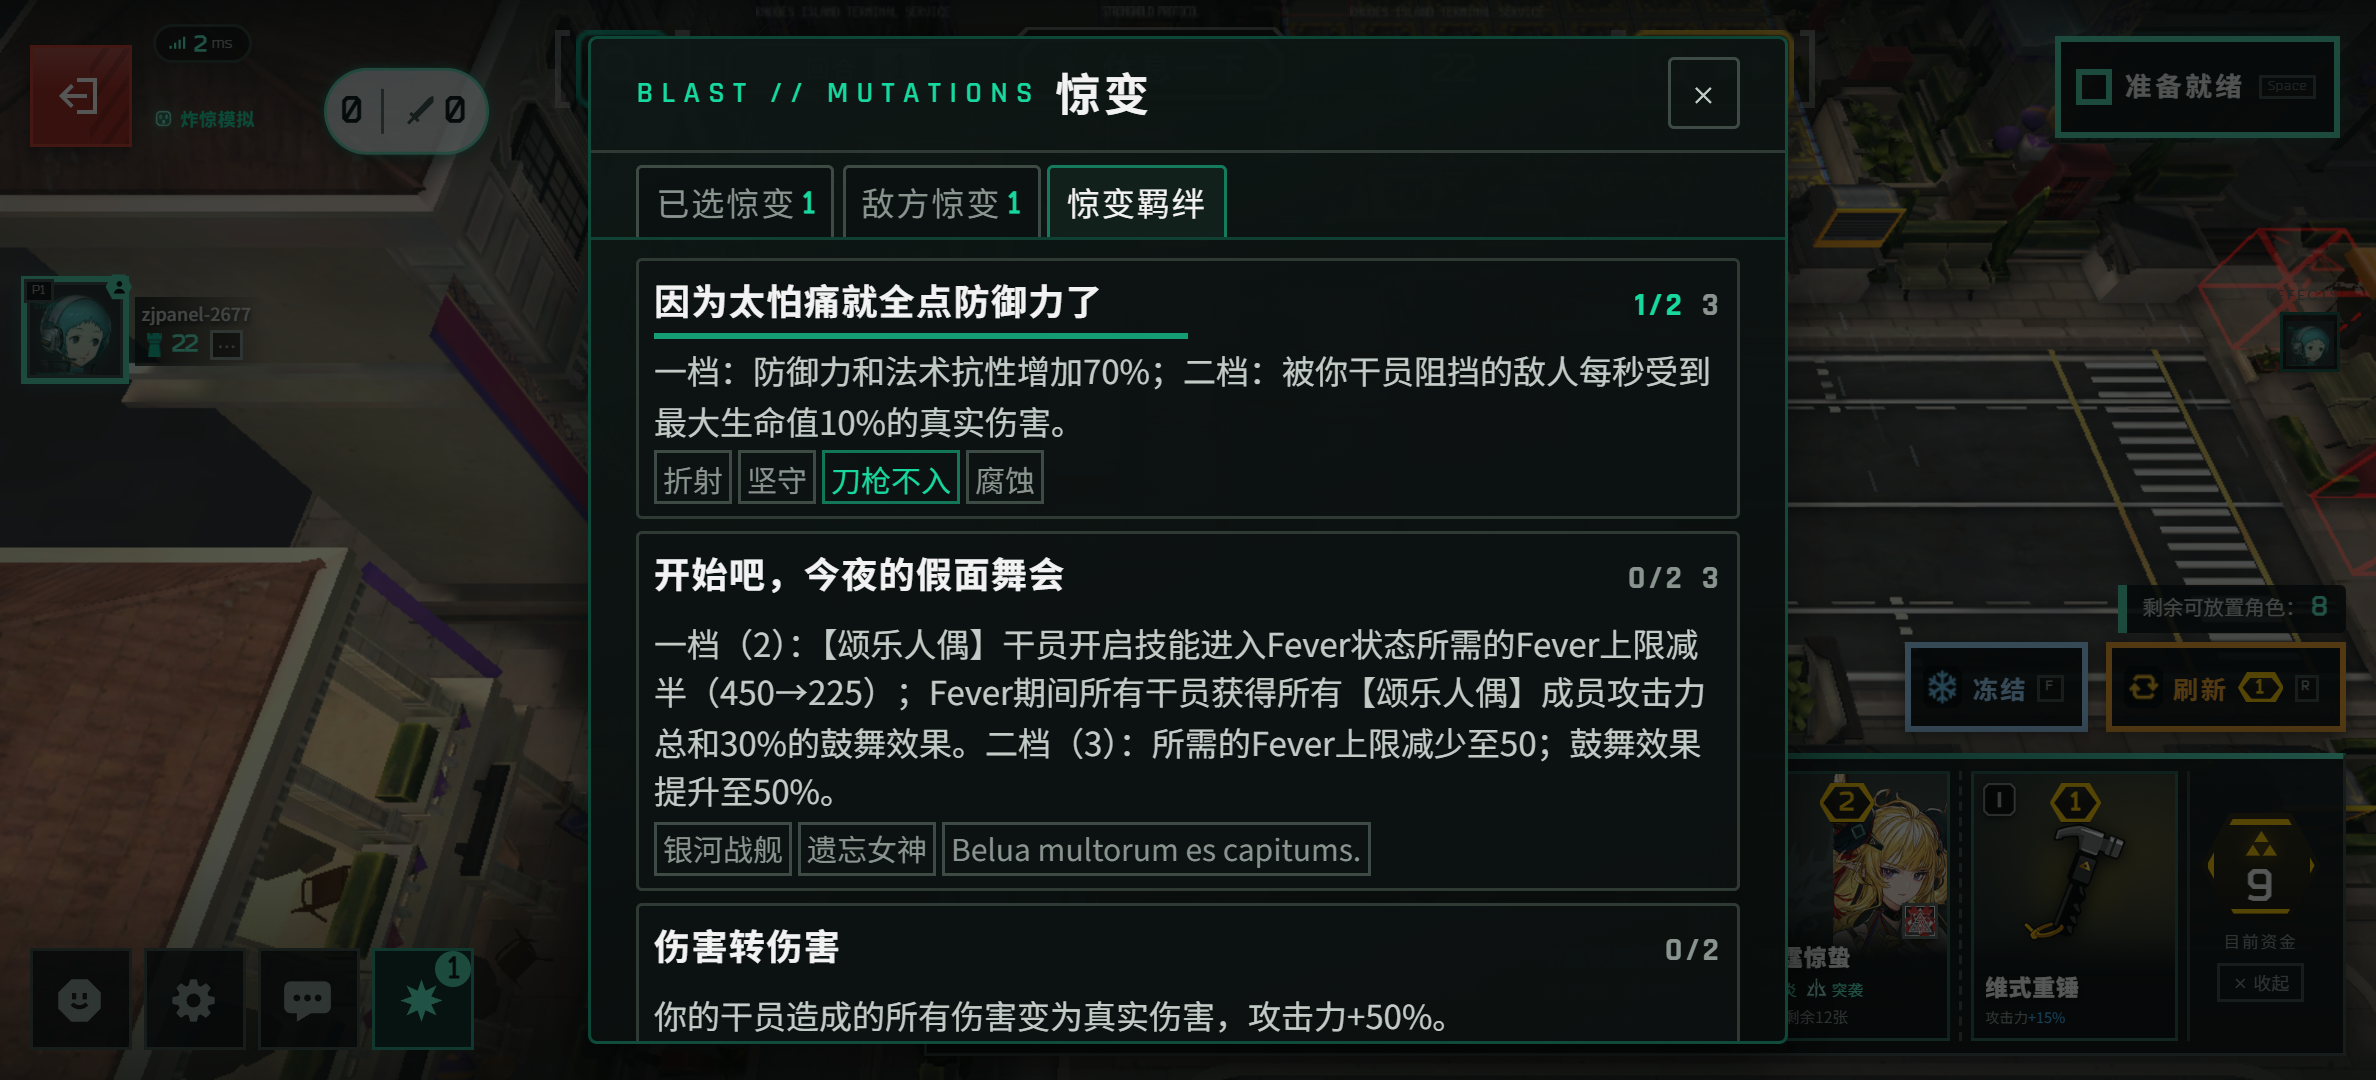 2 ms
炸惊模拟
0 0
BLAST // MUTATIONS 惊变
×
准备就绪 Space
已选惊变 1 敌方惊变 1 惊变羁绊
P1
zjpanel-2677
22 ...
因为太怕痛就全点防御力了 1/2 3
一档：防御力和法术抗性增加70%；二档：被你干员阻挡的敌人每秒受到
最大生命值10%的真实伤害。
折射 坚守 刀枪不入 腐蚀
开始吧，今夜的假面舞会 0/2 3
一档（2）：【颂乐人偶】干员开启技能进入Fever状态所需的Fever上限减
半（450→225）；Fever期间所有干员获得所有【颂乐人偶】成员攻击力
总和30%的鼓舞效果。二档（3）：所需的Fever上限减少至50；鼓舞效果
提升至50%。
银河战舰 遗忘女神 Belua multorum es capitums.
伤害转伤害 0/2
你的干员造成的所有伤害变为真实伤害，攻击力+50%。
剩余可放置角色：8
冻结 F 刷新 1 R
2
惊蛰
突袭
剩余12张
I 1
维式重锤
攻击力+15%
9
目前资金
× 收起
1